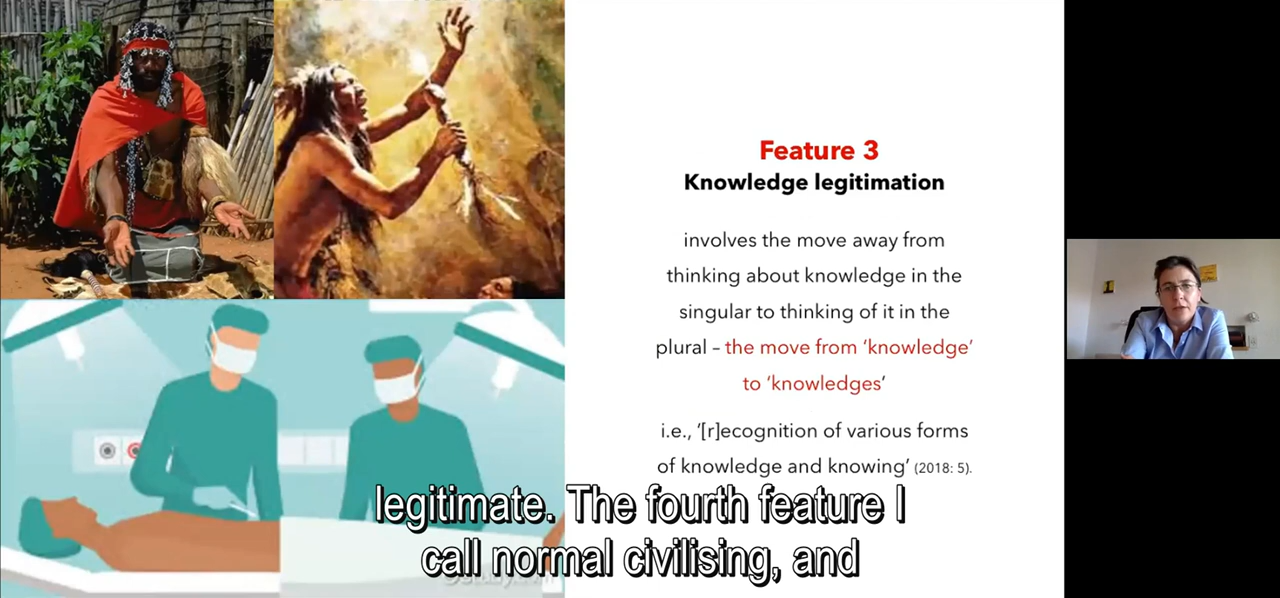 Feature 3
Knowledge legitimation
involves the move away from
thinking about knowledge in the
singular to thinking of it in the
plural – the move from ‘knowledge’
to ‘knowledges’
i.e., ‘[r]ecognition of various forms
of knowledge and knowing’ (2018: 5).
legitimate. The fourth feature I
call normal civilising, and